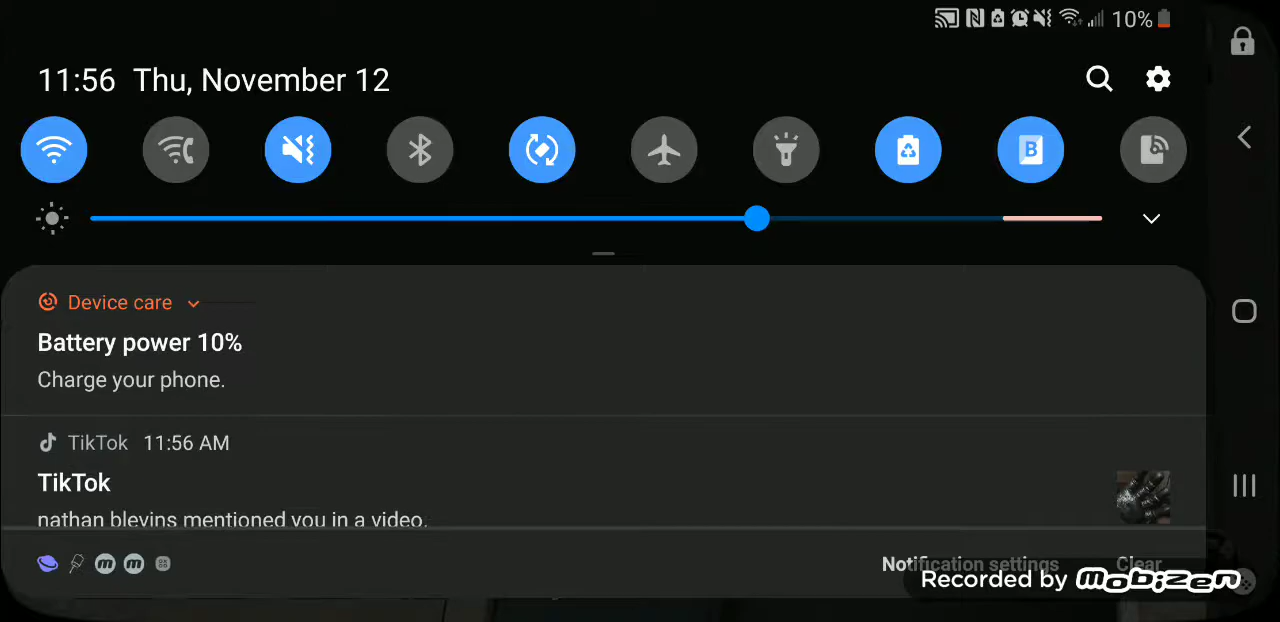 10%
11:56 Thu, November 12
B
Device care
Battery power 10%
Charge your phone.
TikTok 11:56 AM
TikTok
nathan blevins mentioned you in a video.
m m
Notification settings Clear
Recorded by mobizen